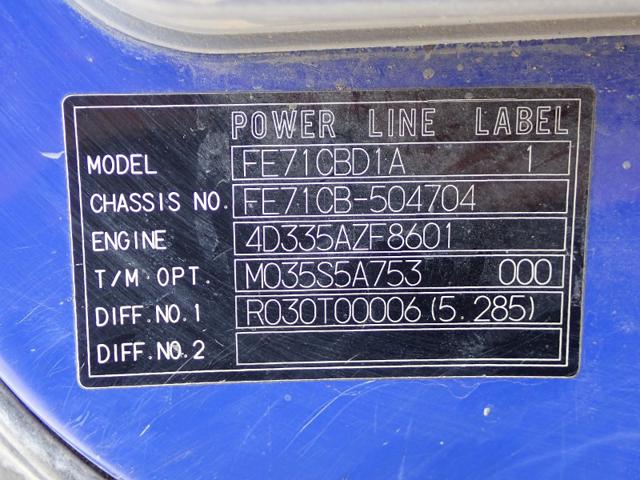 POWER LINE LABEL
MODEL FE71CBD1A 1
CHASSIS NO. FE71CB-504704
ENGINE 4D335AZF8601
T/M OPT. M035S5A753 000
DIFF.NO.1 R030T00006(5.285)
DIFF.NO.2